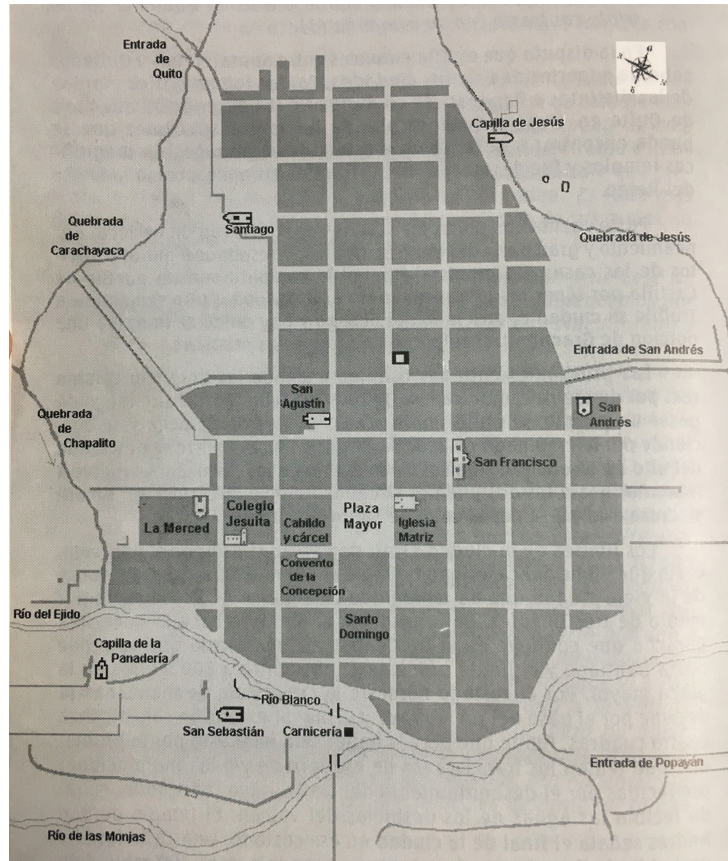 Entrada
de
Quito
Capilla de Jesús
Santiago
Quebrada
de
Carachayaca
Quebrada de Jesús
Entrada de San Andrés
San
Agustín
San
Andrés
Quebrada
de
Chapalito
San Francisco
La Merced
Colegio
Jesuita
Cabildo
y cárcel
Plaza
Mayor
Iglesia
Matriz
Convento
de la
Concepción
Río del Ejido
Santo
Domingo
Capilla de la
Panadería
Río Blanco
San Sebastián
Carnicería
Entrada de Popayán
Río de las Monjas